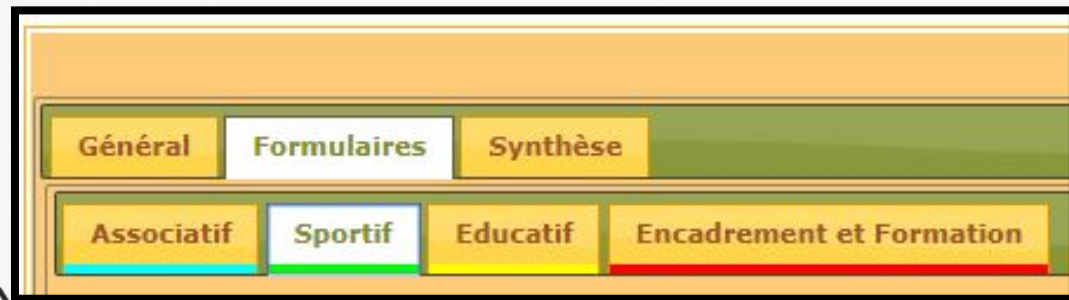 Général Formulaires Synthèse
Associatif Sportif Educatif Encadrement et Formation